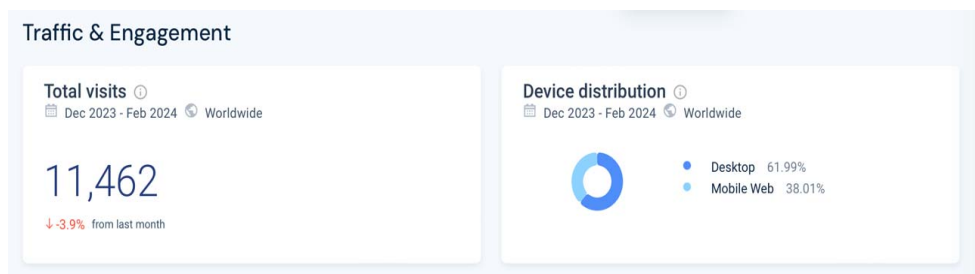 Traffic & Engagement
Total visits
Dec 2023 - Feb 2024 Worldwide
11,462
↓ -3.9% from last month
Device distribution
Dec 2023 - Feb 2024 Worldwide
Desktop 61.99%
Mobile Web 38.01%